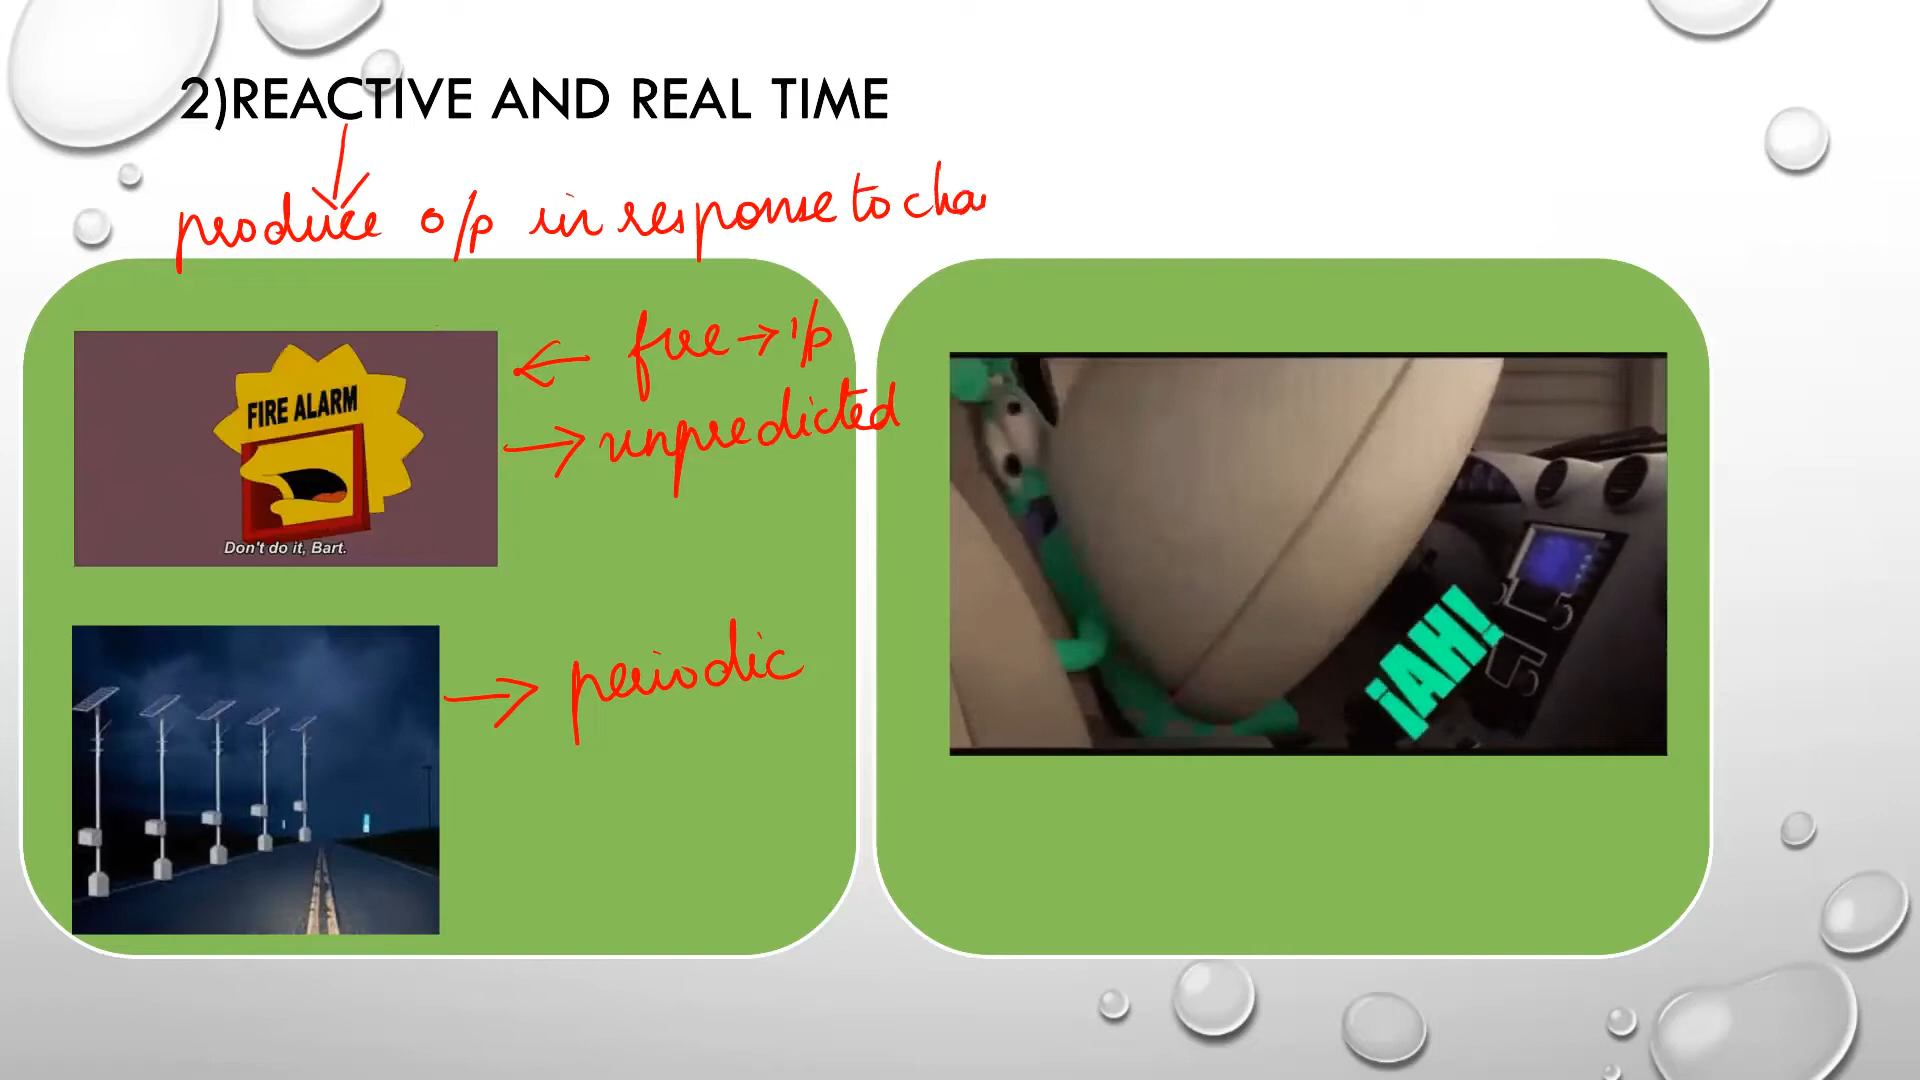 2)REACTIVE AND REAL TIME
produce o/p in response to cha
fire → i/p
unpredicted
FIRE ALARM
Don't do it, Bart.
¡AH!
periodic